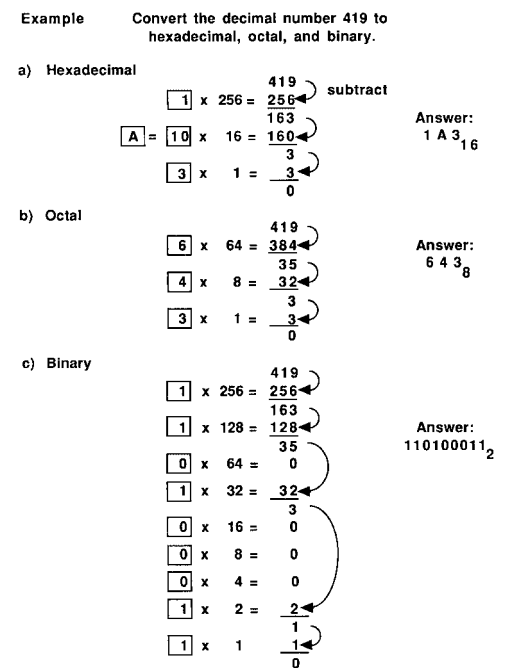 Example Convert the decimal number 419 to
hexadecimal, octal, and binary.
a) Hexadecimal
419
1 x 256 = 256 subtract
163
A = 10 x 16 = 160
3
3 x 1 = 3
0
Answer:
1 A 3 16
b) Octal
419
6 x 64 = 384
35
4 x 8 = 32
3
3 x 1 = 3
0
Answer:
6 4 3 8
c) Binary
419
1 x 256 = 256
163
1 x 128 = 128
35
0 x 64 = 0
1 x 32 = 32
3
0 x 16 = 0
0 x 8 = 0
0 x 4 = 0
1 x 2 = 2
1
1 x 1 1
0
Answer:
110100011 2